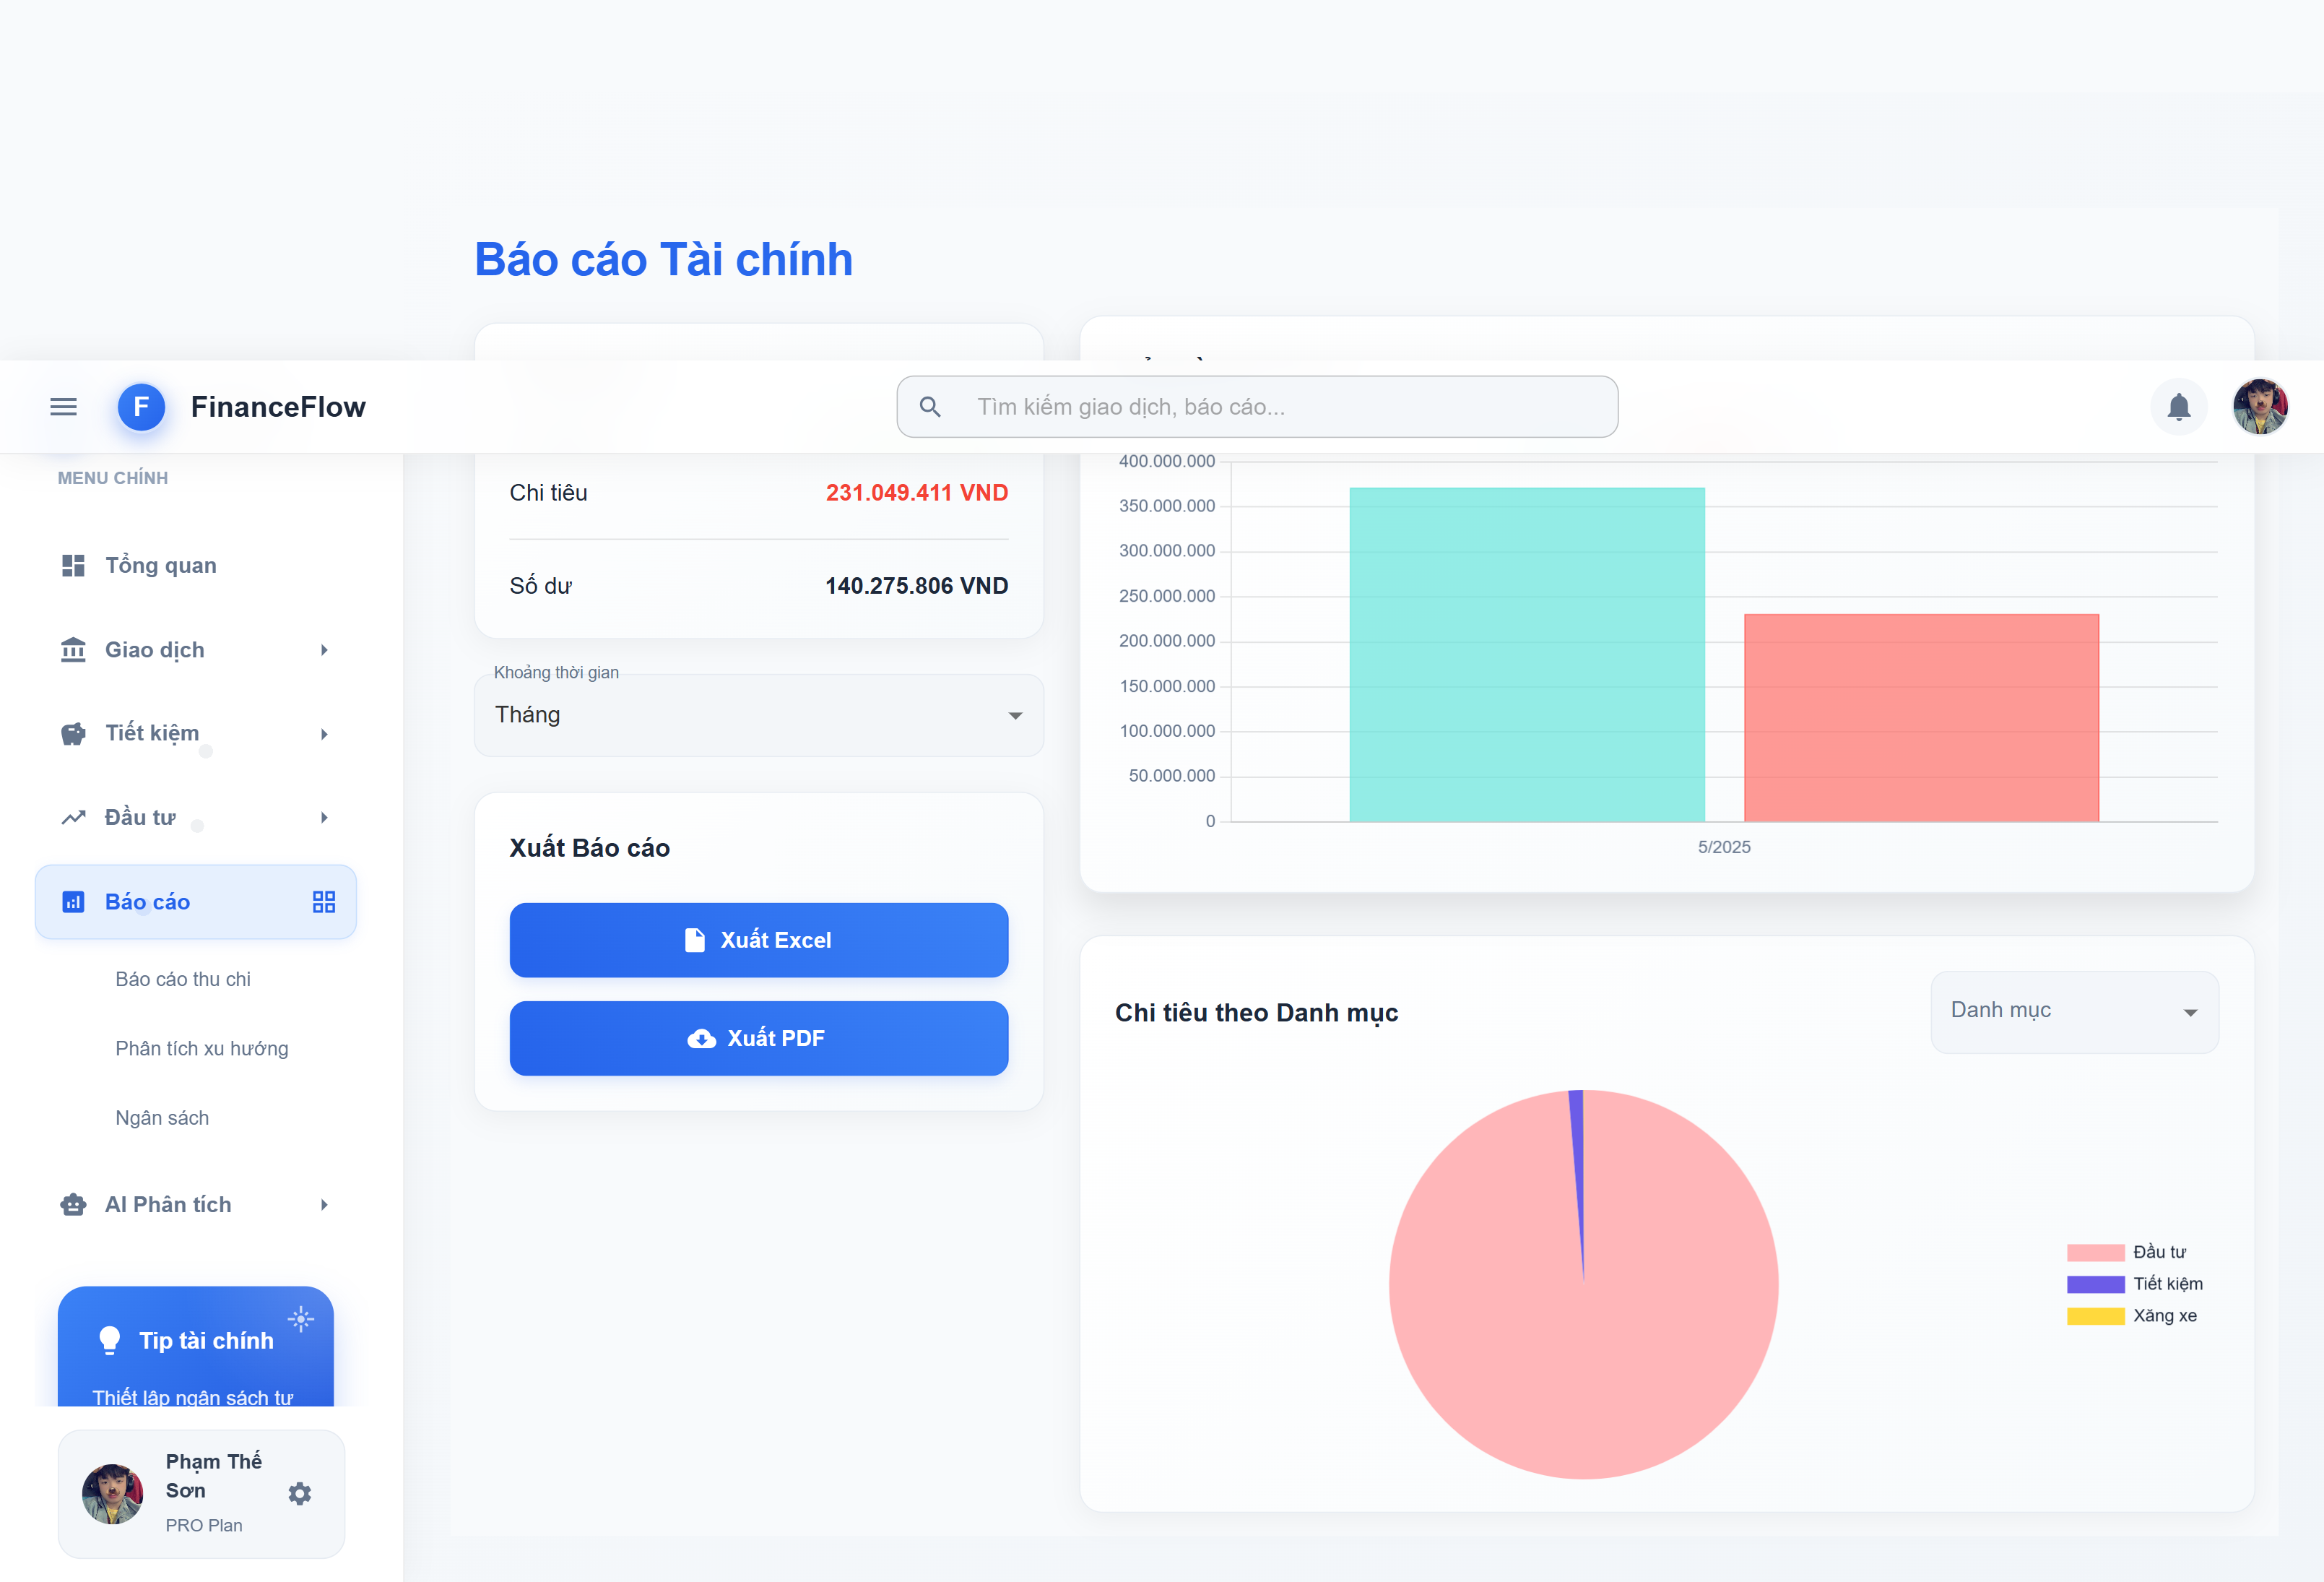 Báo cáo Tài chính
F
FinanceFlow
Tìm kiếm giao dịch, báo cáo...
MENU CHÍNH
Tổng quan
Giao dịch
Tiết kiệm
Đầu tư
Báo cáo
Báo cáo thu chi
Phân tích xu hướng
Ngân sách
AI Phân tích
Tip tài chính
Thiết lập ngân sách tự
Phạm Thế
Sơn
PRO Plan
Chi tiêu 231.049.411 VND
Số dư 140.275.806 VND
Khoảng thời gian
Tháng
Xuất Báo cáo
Xuất Excel
Xuất PDF
400.000.000
350.000.000
300.000.000
250.000.000
200.000.000
150.000.000
100.000.000
50.000.000
0
5/2025
Chi tiêu theo Danh mục
Danh mục
Đầu tư
Tiết kiệm
Xăng xe